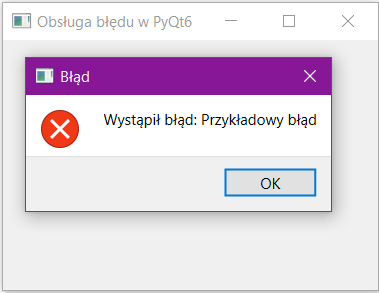 Obsługa błędu w PyQt6
Błąd
Wystąpił błąd: Przykładowy błąd
OK